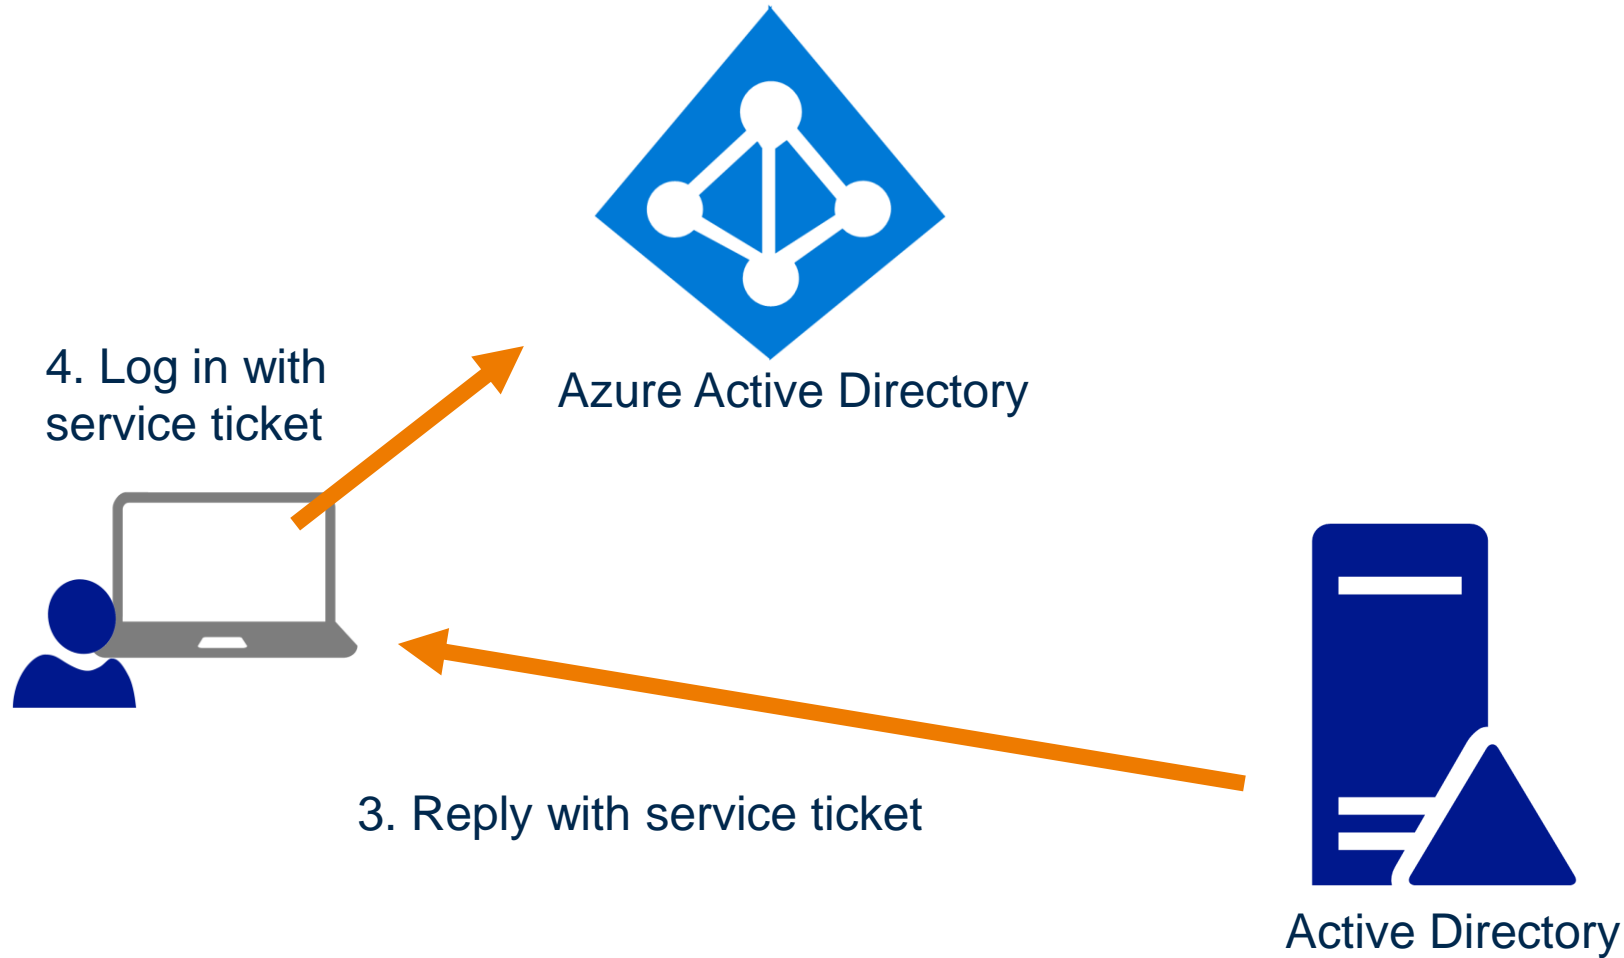 Azure Active Directory
4. Log in with
service ticket
3. Reply with service ticket
Active Directory